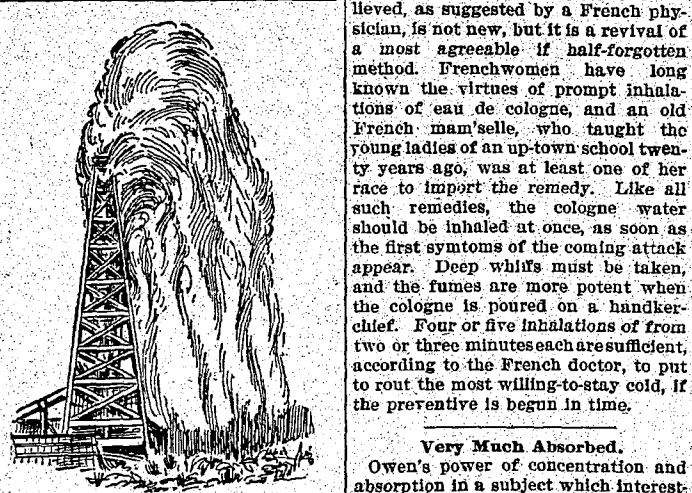 lieved, as suggested by a French phy-
sician, is not new, but it is a revival of
a most agreeable if half-forgotten
method. Frenchwomen have long
known the virtues of prompt inhala-
tions of eau de cologne, and an old
French mam'selle, who taught the
young ladies of an up-town school twen-
ty years ago, was at least one of her
race to import the remedy. Like all
such remedies, the cologne water
should be inhaled at once, as soon as
the first symtoms of the coming attack
appear. Deep whiffs must be taken,
and the fumes are more potent when
the cologne is poured on a handker-
chief. Four or five inhalations of from
two or three minutes each are sufficient,
according to the French doctor, to put
to rout the most willing-to-stay cold, if
the preventive is begun in time.
Very Much Absorbed.
Owen's power of concentration and
absorption in a subject which interest-